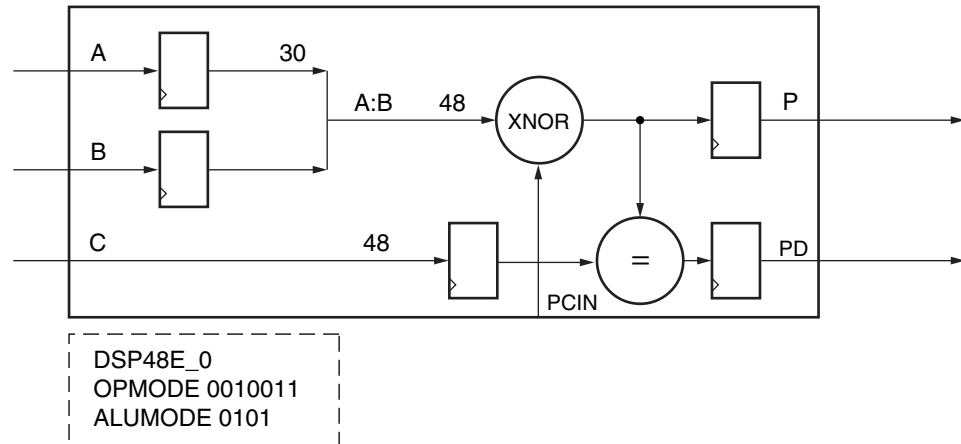 A
30
A:B
48
XNOR
P
B
C
48
=
PD
PCIN
DSP48E_0
OPMODE 0010011
ALUMODE 0101